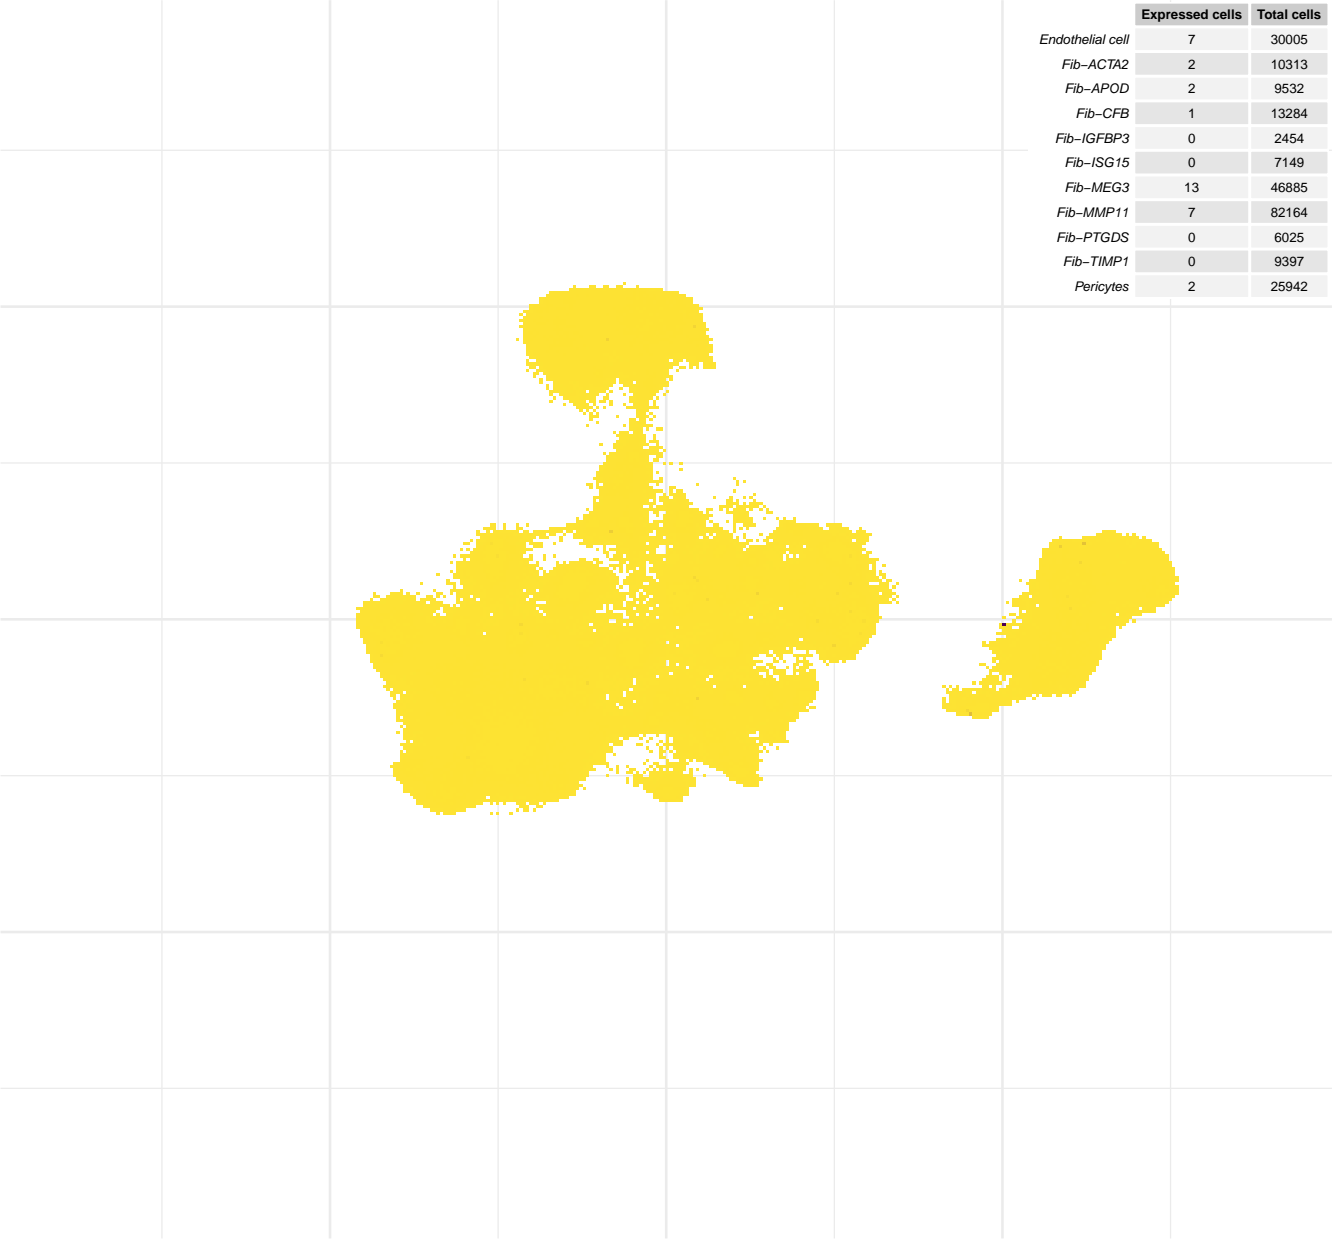 Expressed cells Total cells
Endothelial cell 7 30005
Fib−ACTA2 2 10313
Fib−APOD 2 9532
Fib−CFB 1 13284
Fib−IGFBP3 0 2454
Fib−ISG15 0 7149
Fib−MEG3 13 46885
Fib−MMP11 7 82164
Fib−PTGDS 0 6025
Fib−TIMP1 0 9397
Pericytes 2 25942